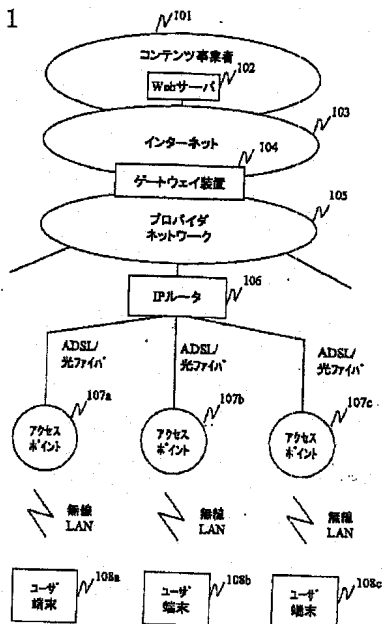 1
101
コンテンツ事業者
102
Webサーバ
103
インターネット
104
ゲートウェイ装置
105
プロバイダ
ネットワーク
106
IPルータ
ADSL/
光ファイバ
ADSL/
光ファイバ
ADSL/
光ファイバ
107a
107b
107c
アクセス
ポイント
アクセス
ポイント
アクセス
ポイント
無線
LAN
無線
LAN
無線
LAN
108a
108b
108c
ユーザ
端末
ユーザ
端末
ユーザ
端末